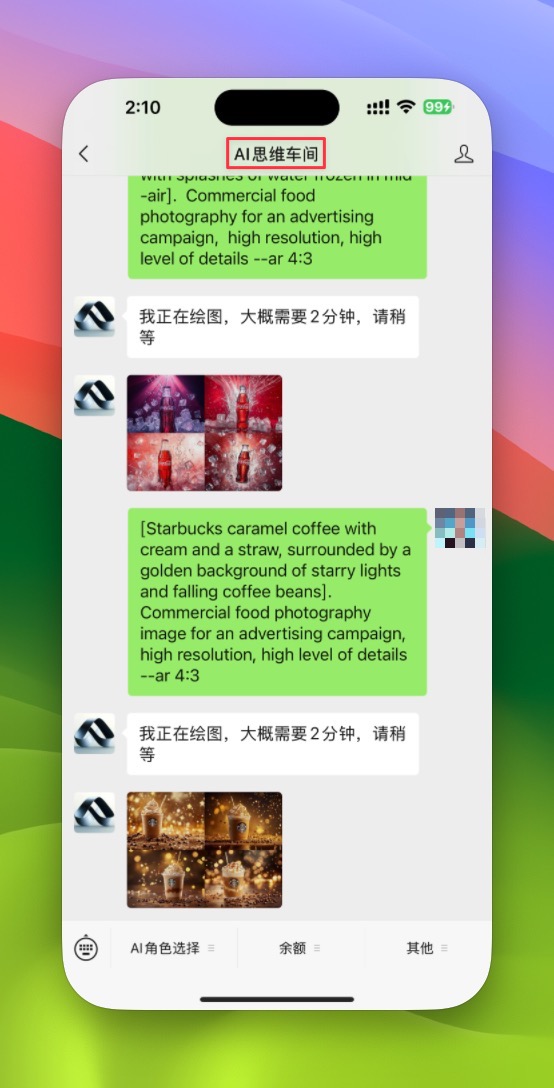 2:10
99
AI思维车间
with splashes of water frozen in mid
-air].  Commercial food
photography for an advertising
campaign,  high resolution, high
level of details --ar 4:3
我正在绘图，大概需要2分钟，请稍
等
[Starbucks caramel coffee with
cream and a straw, surrounded by a
golden background of starry lights
and falling coffee beans].
Commercial food photography
image for an advertising campaign,
high resolution, high level of details
--ar 4:3
我正在绘图，大概需要2分钟，请稍
等
AI角色选择
余额
其他